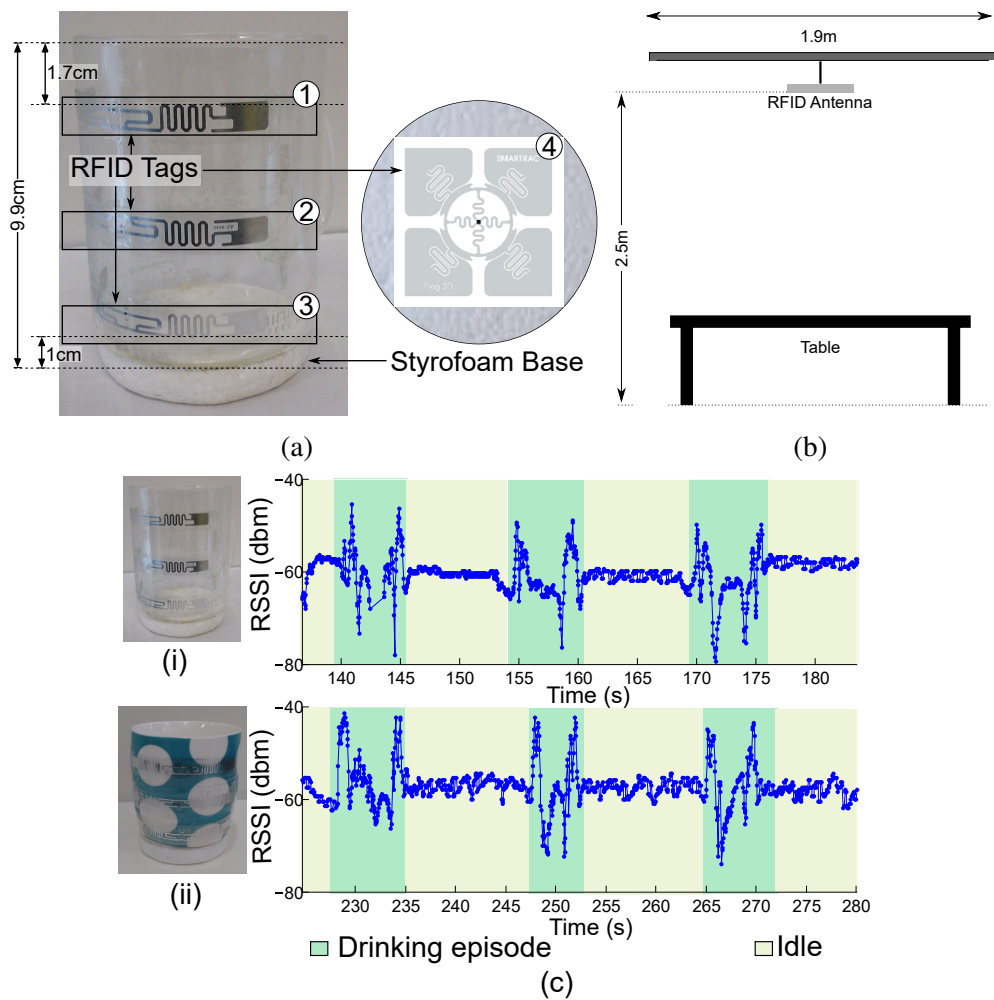 1.7cm
9.9cm
1cm
1
RFID Tags
2
3
Styrofoam Base
4
SMARTRAC
Frog 3D
1.9m
RFID Antenna
2.5m
Table
(a)
(b)
(i)
RSSI (dbm)
−40
−60
−80
140 145 150 155 160 165 170 175 180
Time (s)
(ii)
RSSI (dbm)
−40
−60
−80
230 235 240 245 250 255 260 265 270 275 280
Time (s)
Drinking episode
Idle
(c)